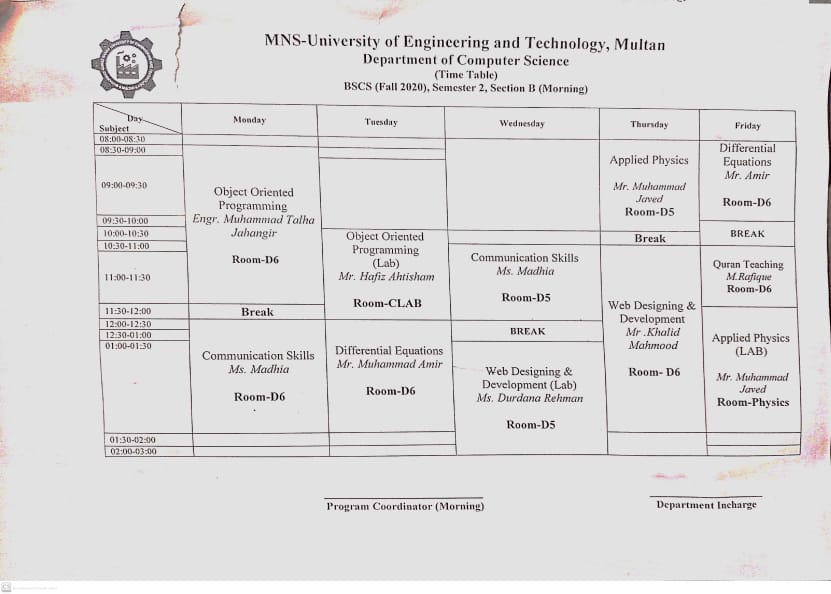 MNS-University of Engineering and Technology, Multan
Department of Computer Science
(Time Table)
BSCS (Fall 2020), Semester 2, Section B (Morning)
Day
Subject
Monday
Tuesday
Wednesday
Thursday
Friday
08:00-08:30
08:30-09:00
09:00-09:30
09:30-10:00
10:00-10:30
10:30-11:00
11:00-11:30
11:30-12:00
12:00-12:30
12:30-01:00
01:00-01:30
01:30-02:00
02:00-03:00
Object Oriented
Programming
Engr. Muhammad Talha
Jahangir
Room-D6
Break
Communication Skills
Ms. Madhia
Room-D6
Object Oriented
Programming
(Lab)
Mr. Hafiz Ahtisham
Room-CLAB
Differential Equations
Mr. Muhammad Amir
Room-D6
Communication Skills
Ms. Madhia
Room-D5
BREAK
Web Designing &
Development (Lab)
Ms. Durdana Rehman
Room-D5
Applied Physics
Mr. Muhammad
Javed
Room-D5
Break
Web Designing &
Development
Mr .Khalid
Mahmood
Room- D6
Differential
Equations
Mr. Amir
Room-D6
BREAK
Quran Teaching
M.Rafique
Room-D6
Applied Physics
(LAB)
Mr. Muhammad
Javed
Room-Physics
Program Coordinator (Morning)
Department Incharge
CS